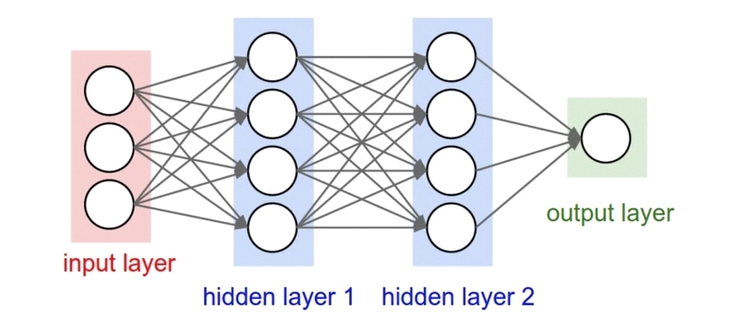 input layer
hidden layer 1
hidden layer 2
output layer